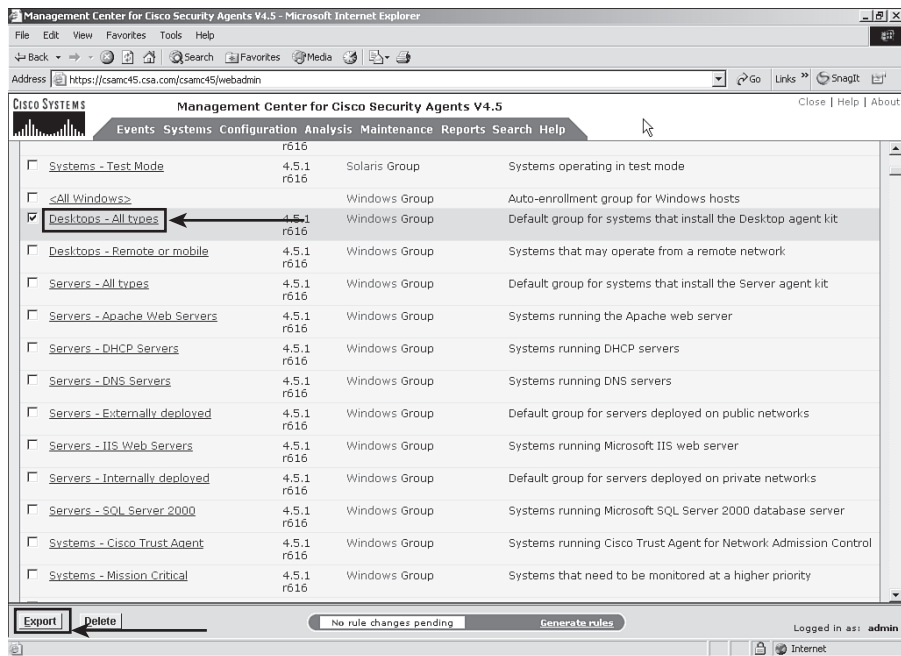 Management Center for Cisco Security Agents V4.5 - Microsoft Internet Explorer
File Edit View Favorites Tools Help
Back Search Favorites Media
Address https://csamc45.csa.com/csamc45/webadmin Go Links » SnagIt
CISCO SYSTEMS Management Center for Cisco Security Agents V4.5 Close | Help | About
Events Systems Configuration Analysis Maintenance Reports Search Help
r616
Systems - Test Mode 4.5.1 Solaris Group Systems operating in test mode
r616
<All Windows> Windows Group Auto-enrollment group for Windows hosts
Desktops - All types 4.5.1 Windows Group Default group for systems that install the Desktop agent kit
r616
Desktops - Remote or mobile 4.5.1 Windows Group Systems that may operate from a remote network
r616
Servers - All types 4.5.1 Windows Group Default group for systems that install the Server agent kit
r616
Servers - Apache Web Servers 4.5.1 Windows Group Systems running the Apache web server
r616
Servers - DHCP Servers 4.5.1 Windows Group Systems running DHCP servers
r616
Servers - DNS Servers 4.5.1 Windows Group Systems running DNS servers
r616
Servers - Externally deployed 4.5.1 Windows Group Default group for servers deployed on public networks
r616
Servers - IIS Web Servers 4.5.1 Windows Group Systems running Microsoft IIS web server
r616
Servers - Internally deployed 4.5.1 Windows Group Default group for servers deployed on private networks
r616
Servers - SQL Server 2000 4.5.1 Windows Group Systems running Microsoft SQL Server 2000 database server
r616
Systems - Cisco Trust Agent 4.5.1 Windows Group Systems running Cisco Trust Agent for Network Admission Control
r616
Systems - Mission Critical 4.5.1 Windows Group Systems that need to be monitored at a higher priority
r616
Export Delete No rule changes pending Generate rules Logged in as: admin
Internet